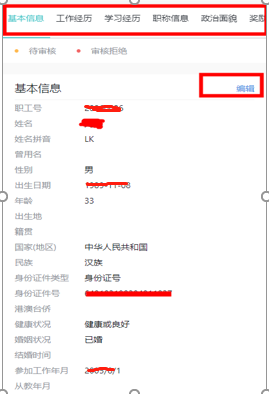 基本信息 工作经历 学习经历 职称信息 政治面貌 奖励
待审核 审核拒绝
基本信息 编辑
职工号
姓名
姓名拼音 LK
曾用名
性别 男
出生日期
年龄 33
出生地
籍贯
国家(地区) 中华人民共和国
民族 汉族
身份证件类型 身份证号
身份证件号
港澳台侨
健康状况 健康或良好
婚姻状况 已婚
结婚时间
参加工作年月
从教年月